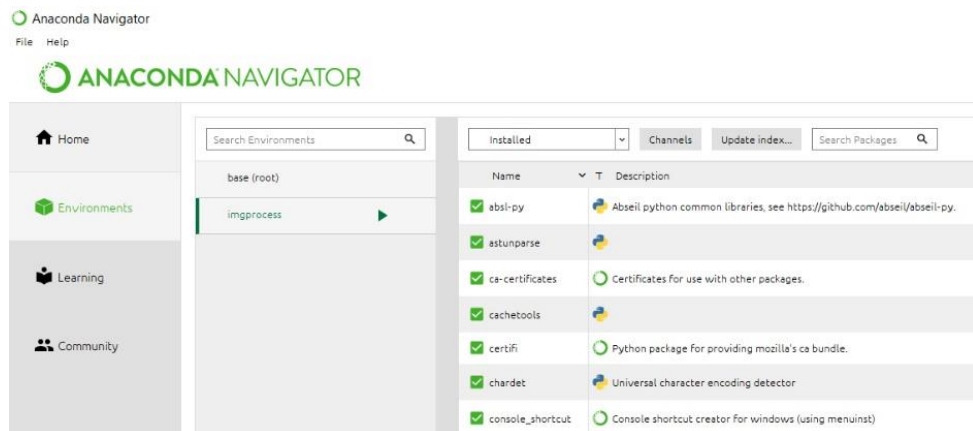 Anaconda Navigator
File Help
ANACONDA NAVIGATOR
Home
Environments
Learning
Community
Search Environments
base (root)
imgprocess
Installed Channels Update index... Search Packages
Name T Description
absl-py Abseil python common libraries, see https://github.com/abseil/abseil-py.
astunparse
ca-certificates Certificates for use with other packages.
cachetools
certifi Python package for providing mozilla's ca bundle.
chardet Universal character encoding detector
console_shortcut Console shortcut creator for windows (using menuinst)